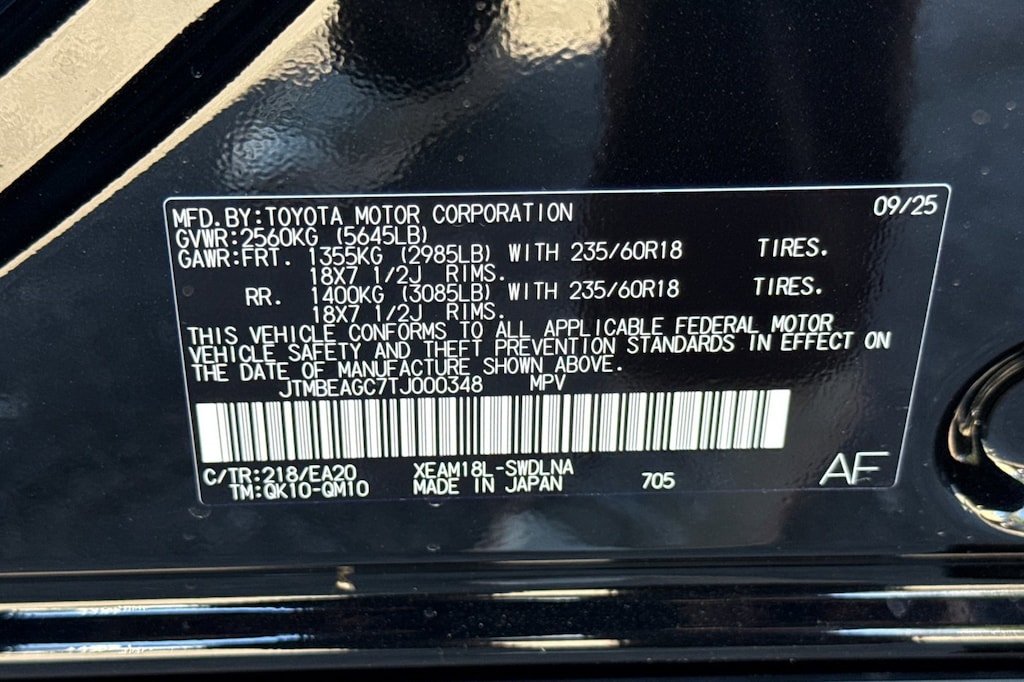 MFD.BY:TOYOTA MOTOR CORPORATION 09/25
GVWR:2560KG (5645LB)
GAWR:FRT. 1355KG (2985LB) WITH 235/60R18 TIRES.
18X7 1/2J RIMS.
RR. 1400KG (3085LB) WITH 235/60R18 TIRES.
18X7 1/2J RIMS.
THIS VEHICLE CONFORMS TO ALL APPLICABLE FEDERAL MOTOR
VEHICLE SAFETY AND THEFT PREVENTION STANDARDS IN EFFECT ON
THE DATE OF MANUFACTURE SHOWN ABOVE.
JTMBEAGC7TJ000348 MPV
C/TR:218/EA20 XEAM18L-SWDLNA
TM:QK10-QM10 MADE IN JAPAN 705 AF